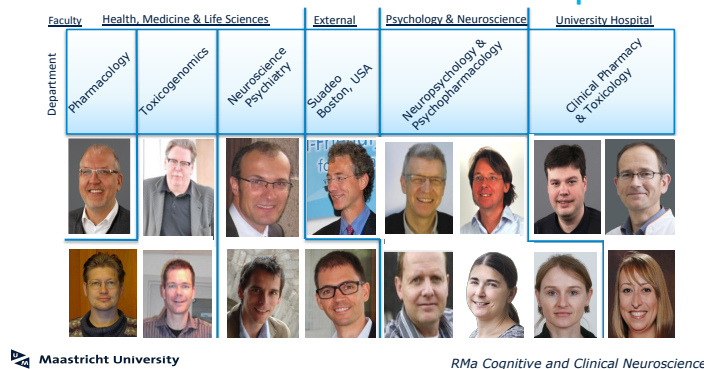 Faculty
Health, Medicine & Life Sciences
External
Psychology & Neuroscience
University Hospital
Department
Pharmacology
Toxicogenomics
Neuroscience
Psychiatry
Suadeo
Boston, USA
Neuropsychology &
Psychopharmacology
Clinical Pharmacy
& Toxicology
Maastricht University
RMa Cognitive and Clinical Neuroscience